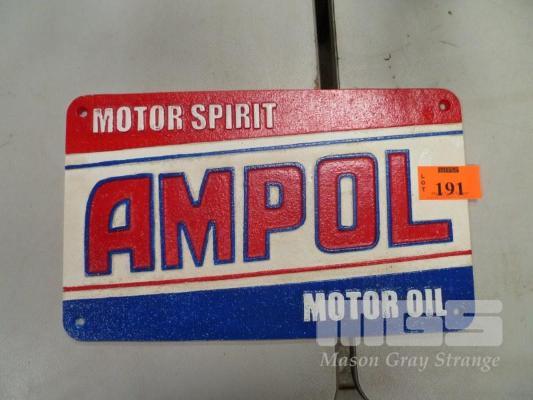 MOTOR SPIRIT
AMPOL
LOT 191
MOTOR OIL
MGS
Mason Gray Strange